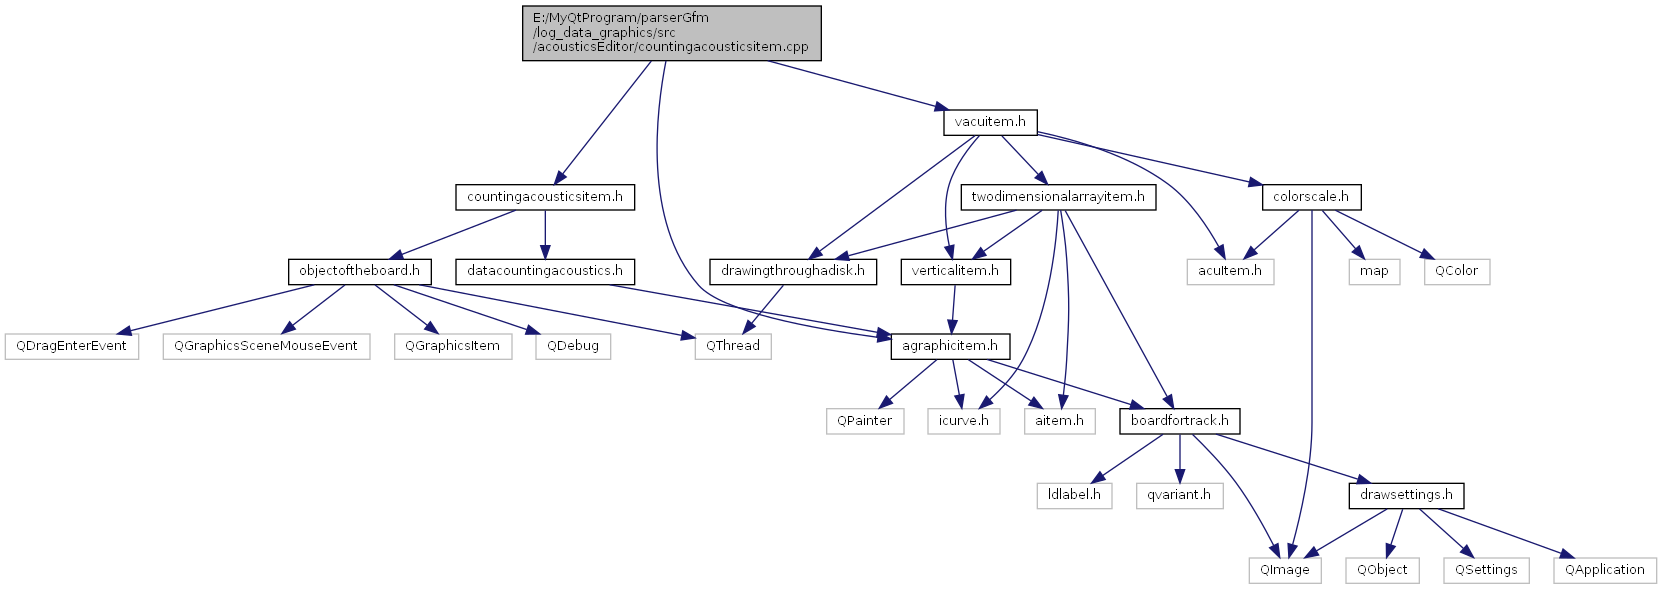 E:/MyQtProgram/parserGfm
/log_data_graphics/src
/acousticsEditor/countingacousticsitem.cpp
vacuitem.h
countingacousticsitem.h
twodimensionalarrayitem.h
colorscale.h
objectoftheboard.h
datacountingacoustics.h
drawingthroughadisk.h
verticalitem.h
acuItem.h
map
QColor
QDragEnterEvent
QGraphicsSceneMouseEvent
QGraphicsItem
QDebug
QThread
agraphicitem.h
QPainter
icurve.h
aitem.h
boardfortrack.h
ldlabel.h
qvariant.h
drawsettings.h
QImage
QObject
QSettings
QApplication